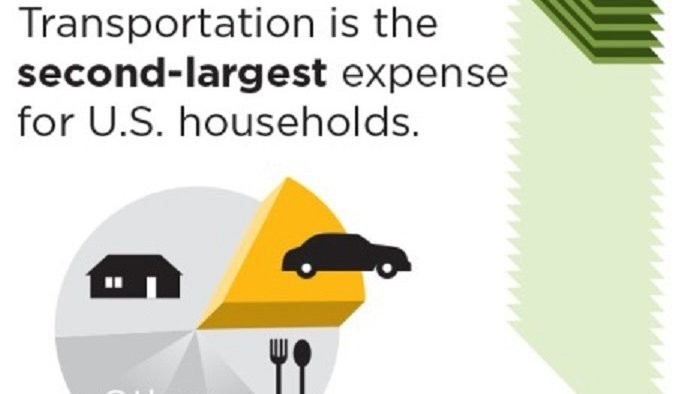 Transportation is the
second-largest expense
for U.S. households.